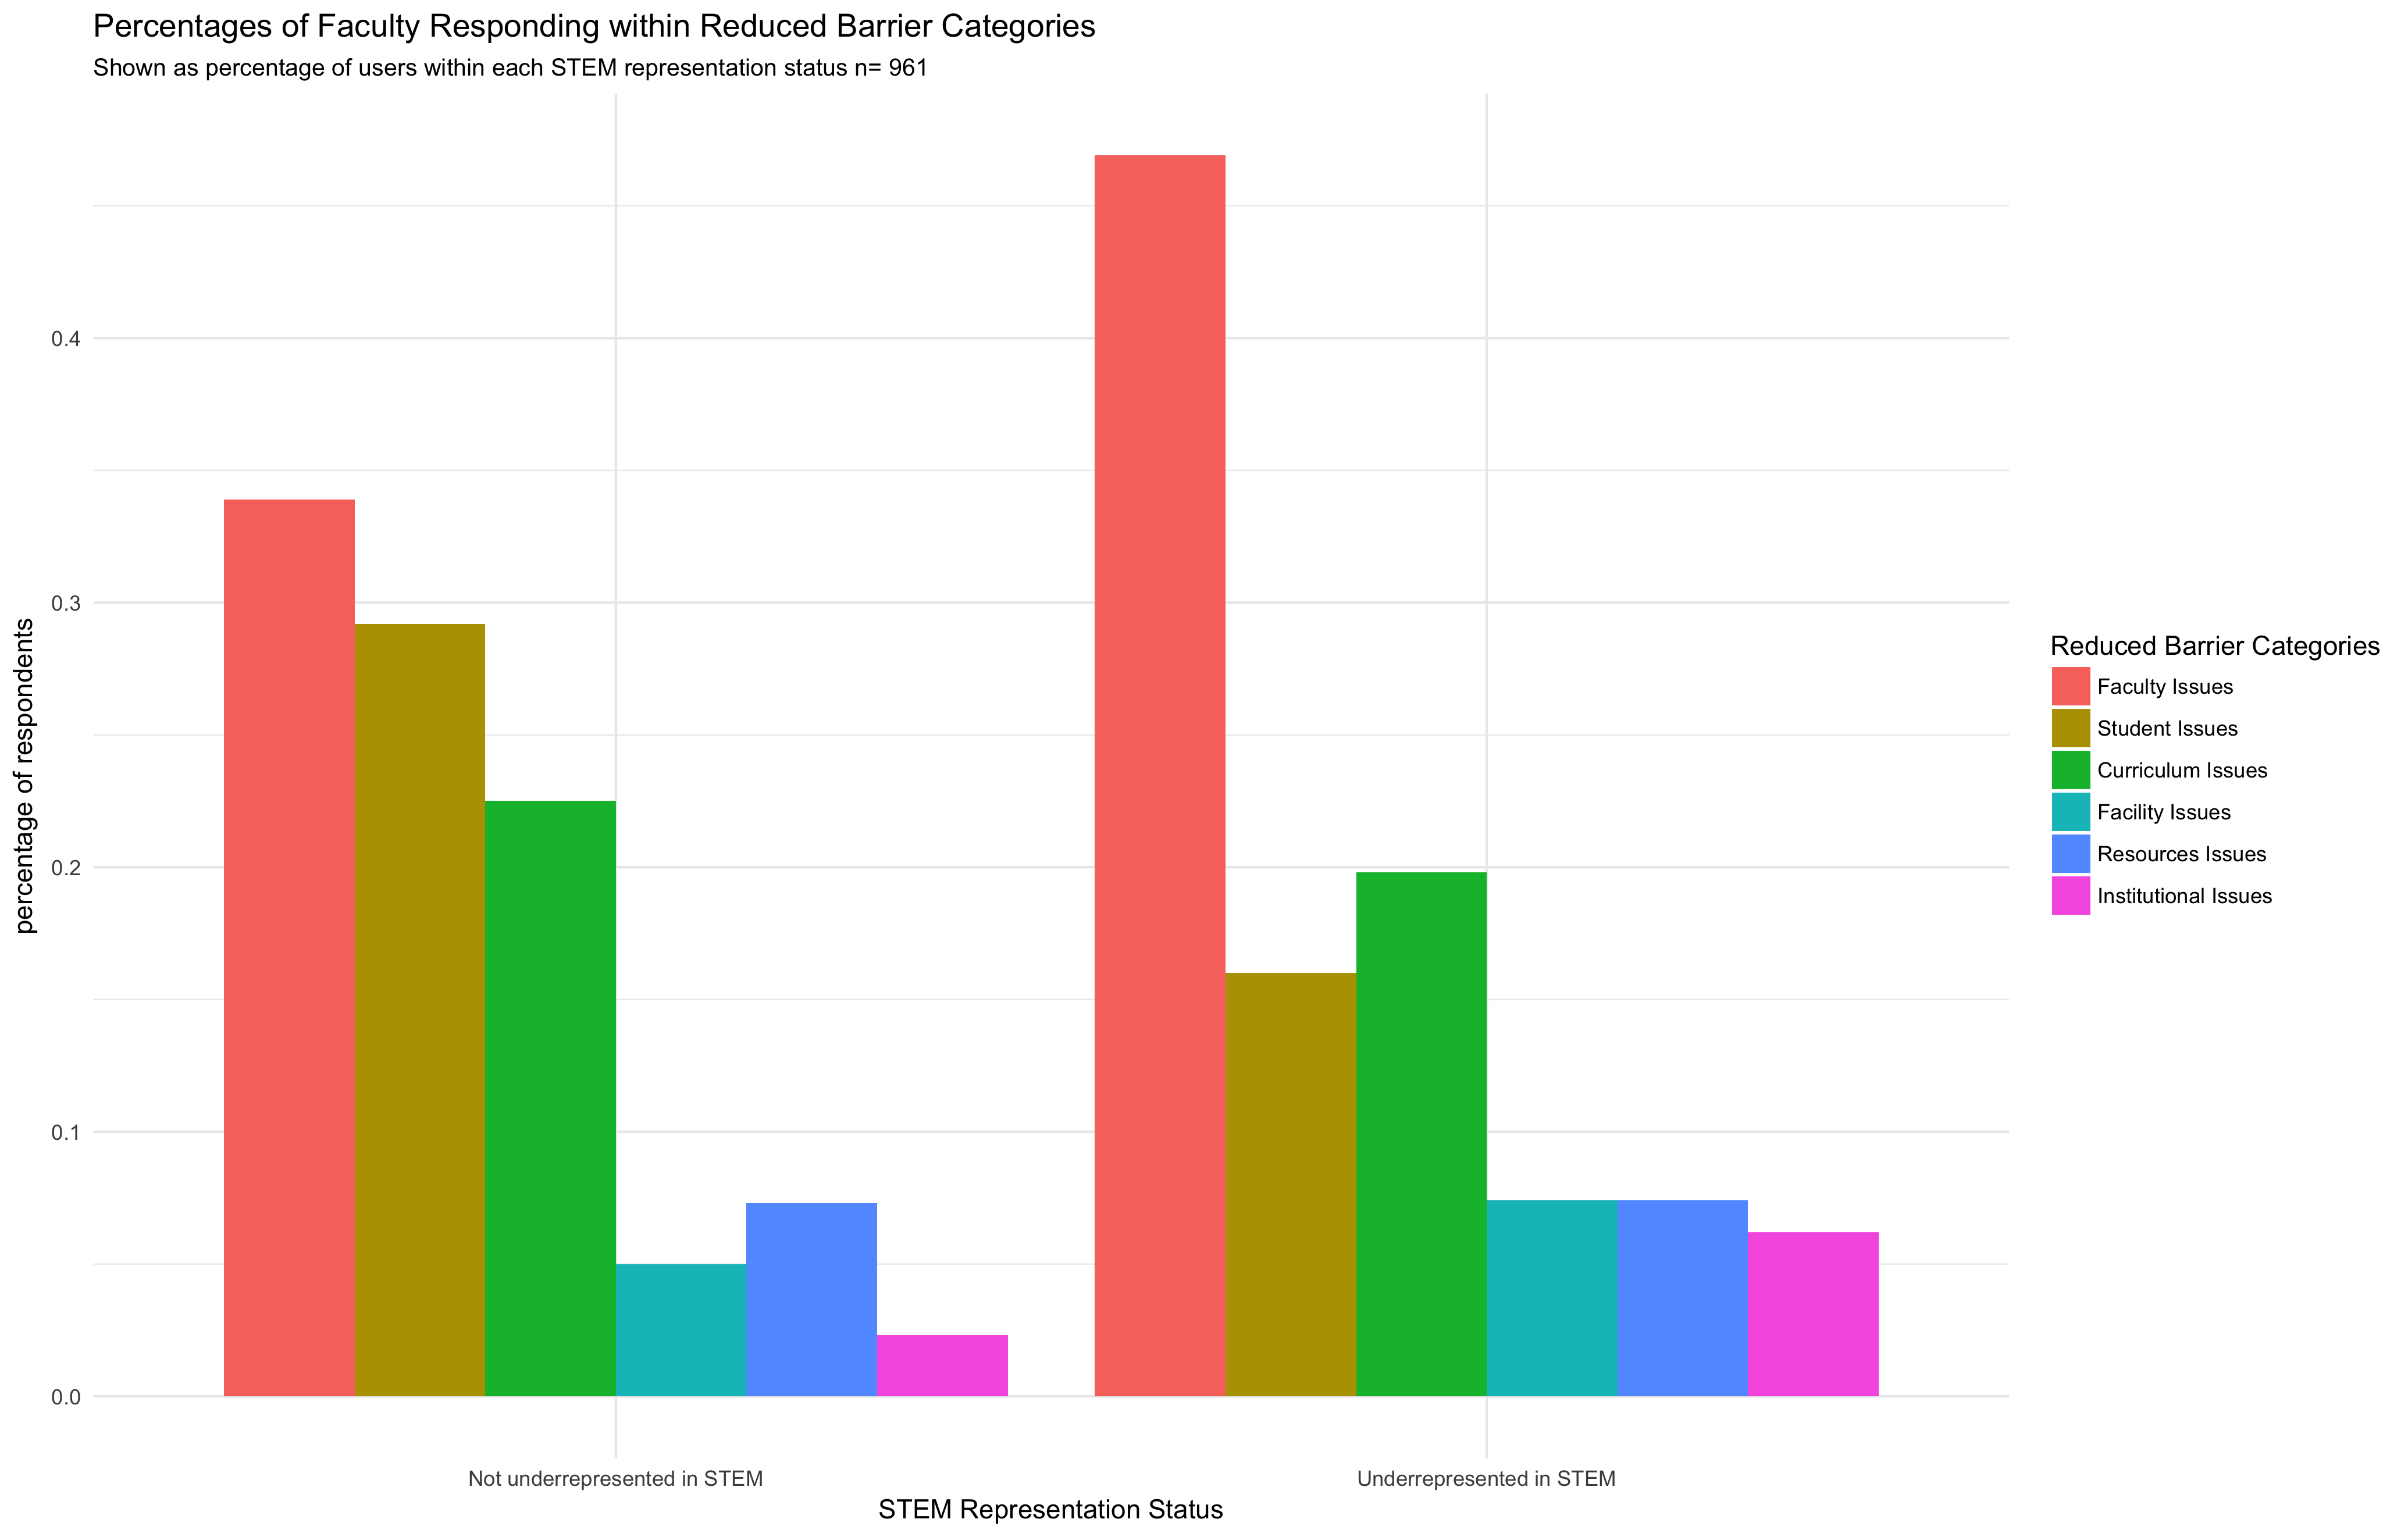 Percentages of Faculty Responding within Reduced Barrier Categories
Shown as percentage of users within each STEM representation status n= 961
percentage of respondents
0.4
0.3
0.2
0.1
0.0
Not underrepresented in STEM
Underrepresented in STEM
STEM Representation Status
Reduced Barrier Categories
Faculty Issues
Student Issues
Curriculum Issues
Facility Issues
Resources Issues
Institutional Issues